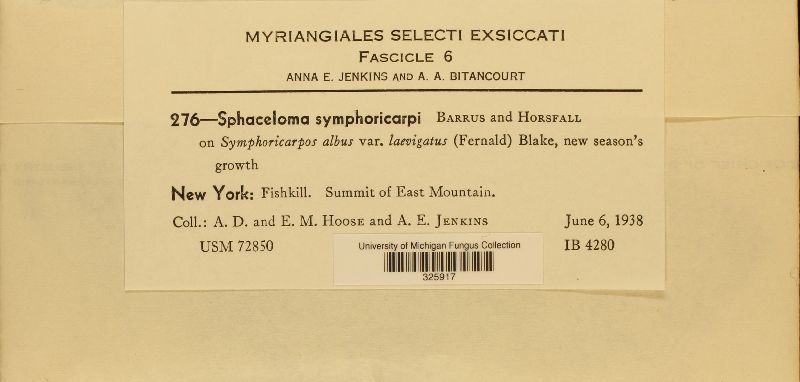 MYRIANGIALES SELECTI EXSICCATI
FASCICLE 6
ANNA E. JENKINS AND A. A. BITANCOURT
276—Sphaceloma symphoricarpi BARRUS and HORSFALL
on Symphoricarpos albus var. laevigatus (Fernald) Blake, new season's
growth
New York: Fishkill. Summit of East Mountain.
Coll.: A. D. and E. M. HOOSE and A. E. JENKINS June 6, 1938
USM 72850 IB 4280
University of Michigan Fungus Collection
325917